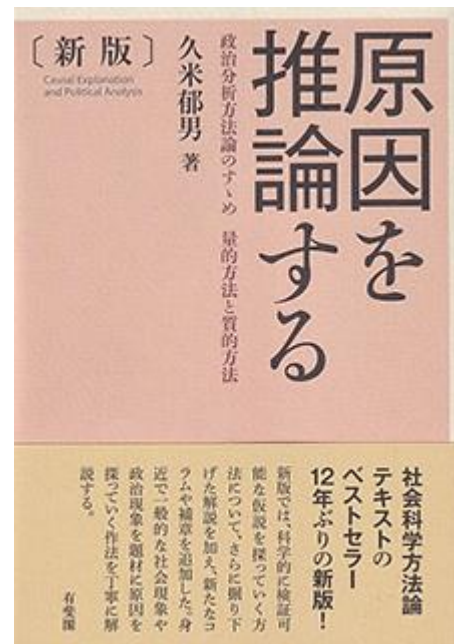 原因を
推論する
政治分析方法論のすゝめ 量的方法と質的方法
久米郁男 著
〔新版〕
Causal Explanation
and Political Analysis
社会科学方法論
テキストの
ベストセラー
12年ぶりの新版！
新版では、科学的に検証可
能な仮説を探っていく方
法について、さらに掘り下
げた解説を加え、新たなコ
ラムや補章を追加した。身
近で一般的な社会現象や
政治現象を題材に原因を
探っていく作法を丁寧に解
説する。
有斐閣